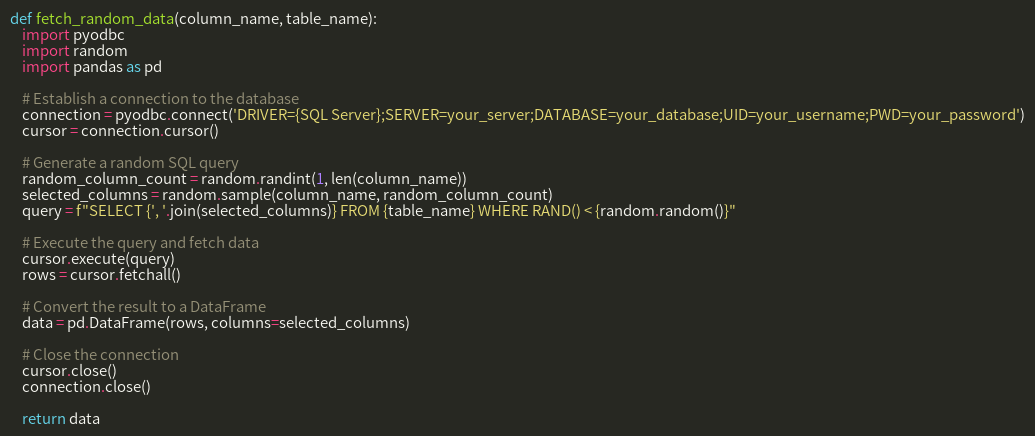 def fetch_random_data(column_name, table_name):
    import pyodbc
    import random
    import pandas as pd

    # Establish a connection to the database
    connection = pyodbc.connect('DRIVER={SQL Server};SERVER=your_server;DATABASE=your_database;UID=your_username;PWD=your_password')
    cursor = connection.cursor()

    # Generate a random SQL query
    random_column_count = random.randint(1, len(column_name))
    selected_columns = random.sample(column_name, random_column_count)
    query = f"SELECT {', '.join(selected_columns)} FROM {table_name} WHERE RAND() < {random.random()}"

    # Execute the query and fetch data
    cursor.execute(query)
    rows = cursor.fetchall()

    # Convert the result to a DataFrame
    data = pd.DataFrame(rows, columns=selected_columns)

    # Close the connection
    cursor.close()
    connection.close()

    return data